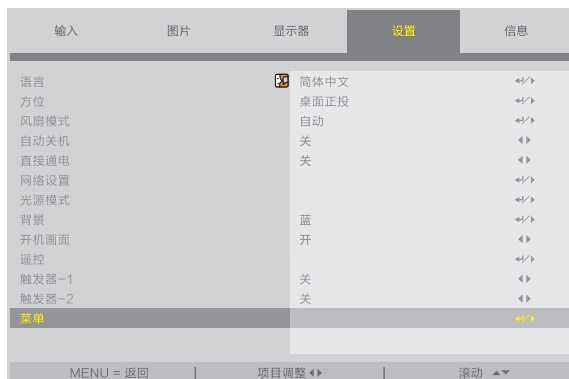 输入 图片 显示器 设置 信息
语言 简体中文
方位 桌面正投
风扇模式 自动
自动关机 关
直接通电 关
网络设置
光源模式
背景 蓝
开机画面 开
遥控
触发器-1 关
触发器-2 关
菜单
MENU = 返回 | 项目调整 | 滚动